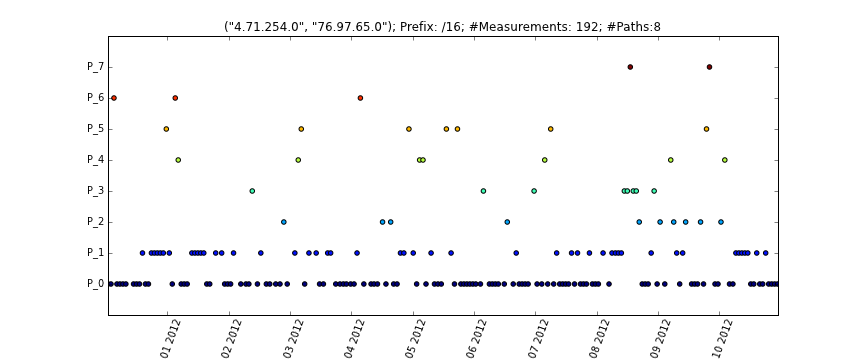 ("4.71.254.0", "76.97.65.0"); Prefix: /16; #Measurements: 192; #Paths:8
P_7
P_6
P_5
P_4
P_3
P_2
P_1
P_0
01 2012
02 2012
03 2012
04 2012
05 2012
06 2012
07 2012
08 2012
09 2012
10 2012